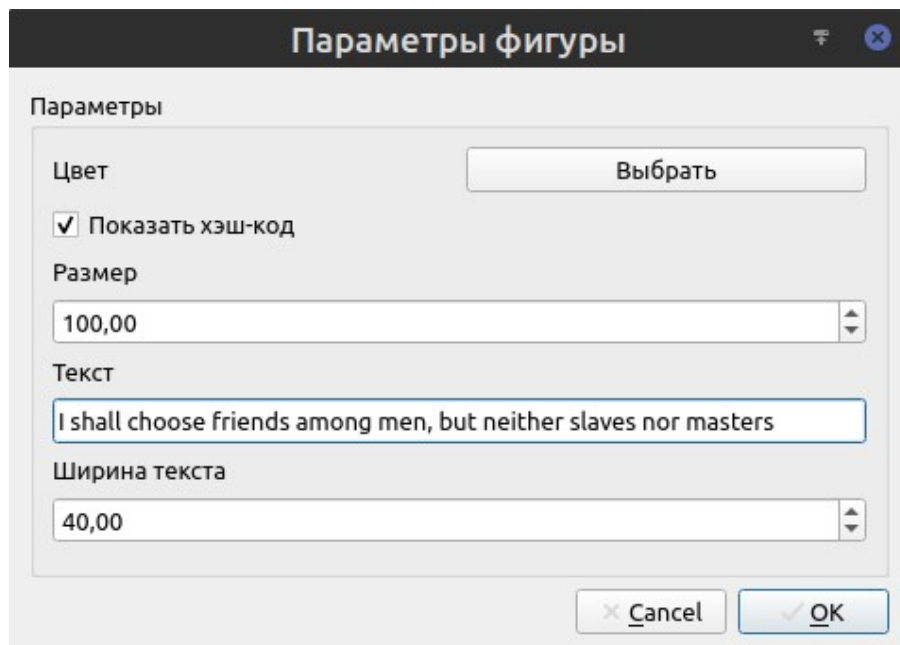 Параметры фигуры
Параметры
Цвет
Выбрать
Показать хэш-код
Размер
100,00
Текст
I shall choose friends among men, but neither slaves nor masters
Ширина текста
40,00
Cancel
OK